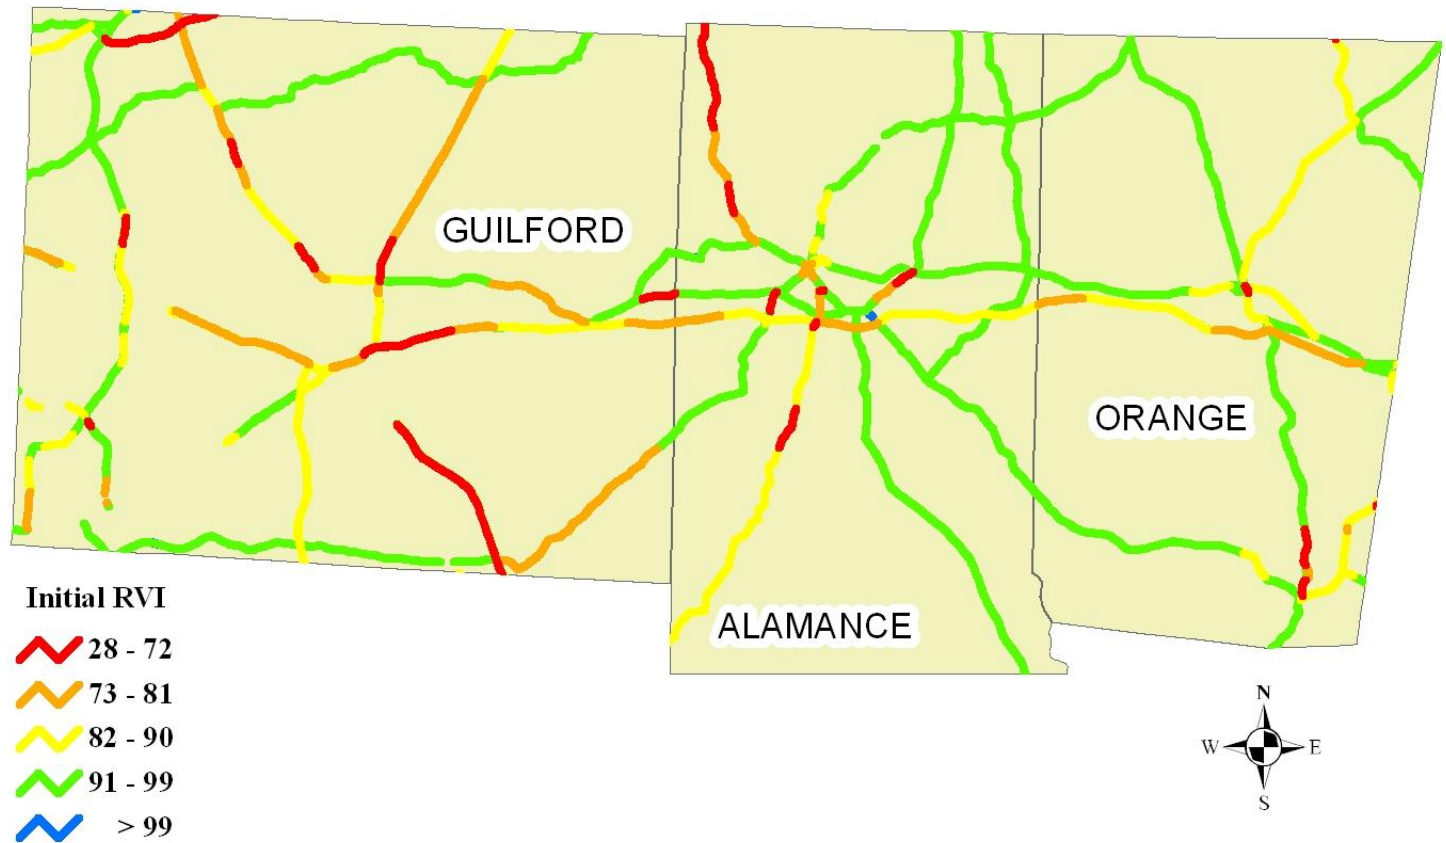 GUILFORD
ORANGE
ALAMANCE
Initial RVI
28 - 72
73 - 81
82 - 90
91 - 99
> 99
N
W E
S